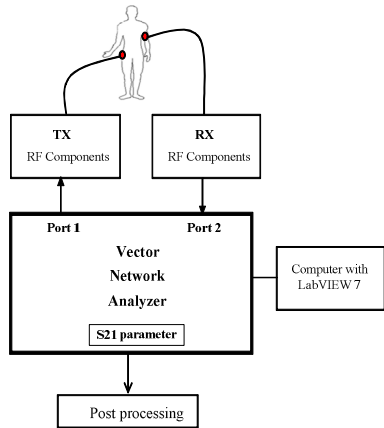 TX
RF Components
RX
RF Components
Port 1
Port 2
Vector
Network
Analyzer
S21 parameter
Computer with
LabVIEW 7
Post processing